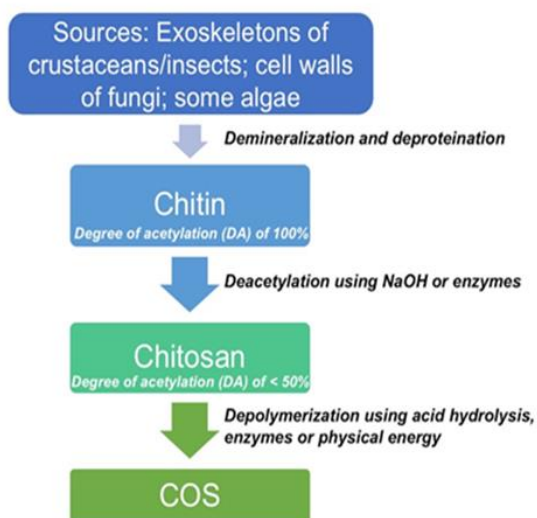 Sources: Exoskeletons of
crustaceans/insects; cell walls
of fungi; some algae
Demineralization and deproteination
Chitin
Degree of acetylation (DA) of 100%
Deacetylation using NaOH or enzymes
Chitosan
Degree of acetylation (DA) of < 50%
Depolymerization using acid hydrolysis,
enzymes or physical energy
COS